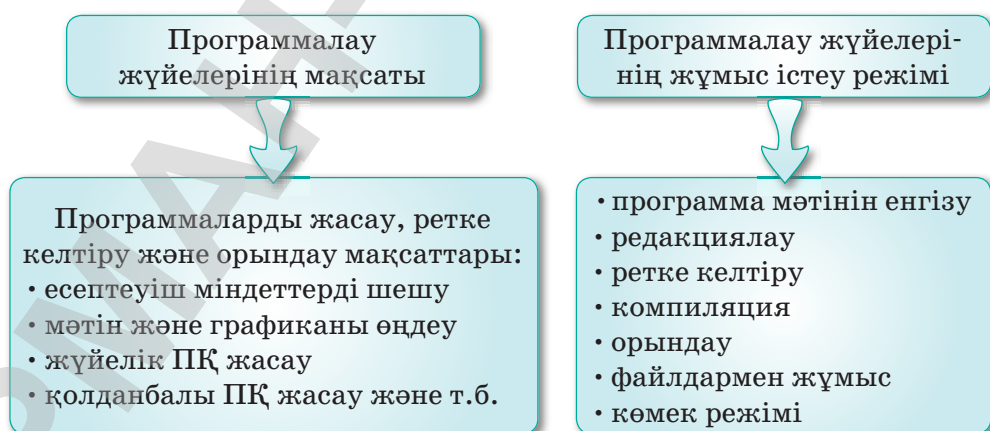 Программалау
жүйелерінің мақсаты
Программаларды жасау, ретке
келтіру және орындау мақсаттары:
• есептеуіш міндеттерді шешу
• мәтін және графиканы өңдеу
• жүйелік ПҚ жасау
• қолданбалы ПҚ жасау және т.б.
Программалау жүйелері-
нің жұмыс істеу режімі
• программа мәтінін енгізу
• редакциялау
• ретке келтіру
• компиляция
• орындау
• файлдармен жұмыс
• көмек режімі